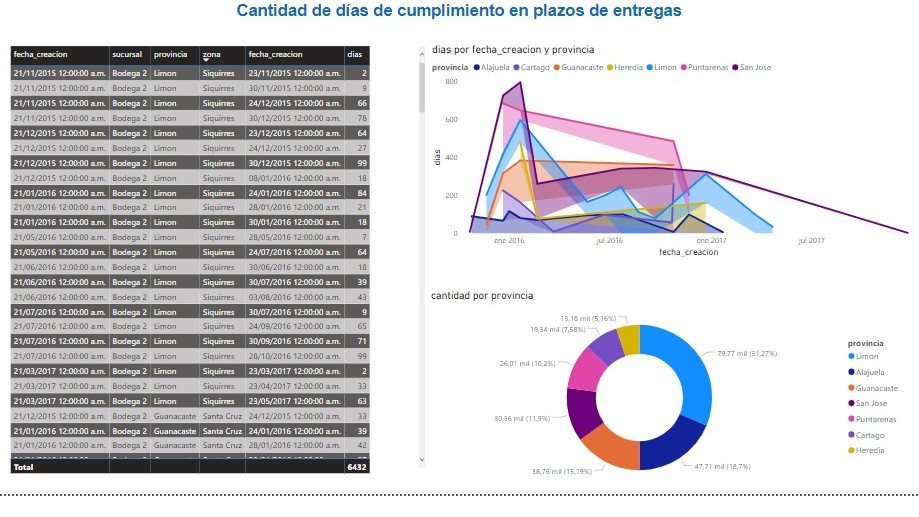 Cantidad de días de cumplimiento en plazos de entregas
fecha_creacion sucursal provincia zona fecha_creacion dias
21/11/2015 12:00:00 a.m. Bodega 2 Limon Siquirres 23/11/2015 12:00:00 a.m. 2
21/11/2015 12:00:00 a.m. Bodega 2 Limon Siquirres 30/11/2015 12:00:00 a.m. 9
21/11/2015 12:00:00 a.m. Bodega 2 Limon Siquirres 24/12/2015 12:00:00 a.m. 66
21/11/2015 12:00:00 a.m. Bodega 2 Limon Siquirres 30/12/2015 12:00:00 a.m. 78
21/12/2015 12:00:00 a.m. Bodega 2 Limon Siquirres 23/12/2015 12:00:00 a.m. 64
21/12/2015 12:00:00 a.m. Bodega 2 Limon Siquirres 24/12/2015 12:00:00 a.m. 27
21/12/2015 12:00:00 a.m. Bodega 2 Limon Siquirres 30/12/2015 12:00:00 a.m. 99
21/12/2015 12:00:00 a.m. Bodega 2 Limon Siquirres 08/01/2016 12:00:00 a.m. 18
21/01/2016 12:00:00 a.m. Bodega 2 Limon Siquirres 24/01/2016 12:00:00 a.m. 84
21/01/2016 12:00:00 a.m. Bodega 2 Limon Siquirres 28/01/2016 12:00:00 a.m. 21
21/01/2016 12:00:00 a.m. Bodega 2 Limon Siquirres 30/01/2016 12:00:00 a.m. 18
21/05/2016 12:00:00 a.m. Bodega 2 Limon Siquirres 28/05/2016 12:00:00 a.m. 7
21/05/2016 12:00:00 a.m. Bodega 2 Limon Siquirres 24/07/2016 12:00:00 a.m. 64
21/06/2016 12:00:00 a.m. Bodega 2 Limon Siquirres 30/06/2016 12:00:00 a.m. 18
21/06/2016 12:00:00 a.m. Bodega 2 Limon Siquirres 30/07/2016 12:00:00 a.m. 39
21/06/2016 12:00:00 a.m. Bodega 2 Limon Siquirres 03/08/2016 12:00:00 a.m. 43
21/07/2016 12:00:00 a.m. Bodega 2 Limon Siquirres 30/07/2016 12:00:00 a.m. 9
21/07/2016 12:00:00 a.m. Bodega 2 Limon Siquirres 24/09/2016 12:00:00 a.m. 65
21/07/2016 12:00:00 a.m. Bodega 2 Limon Siquirres 30/09/2016 12:00:00 a.m. 71
21/07/2016 12:00:00 a.m. Bodega 2 Limon Siquirres 28/10/2016 12:00:00 a.m. 99
21/03/2017 12:00:00 a.m. Bodega 2 Limon Siquirres 23/03/2017 12:00:00 a.m. 2
21/03/2017 12:00:00 a.m. Bodega 2 Limon Siquirres 23/04/2017 12:00:00 a.m. 33
21/03/2017 12:00:00 a.m. Bodega 2 Limon Siquirres 23/05/2017 12:00:00 a.m. 63
21/12/2015 12:00:00 a.m. Bodega 2 Guanacaste Santa Cruz 24/12/2015 12:00:00 a.m. 33
21/01/2016 12:00:00 a.m. Bodega 2 Guanacaste Santa Cruz 24/01/2016 12:00:00 a.m. 39
21/01/2016 12:00:00 a.m. Bodega 2 Guanacaste Santa Cruz 28/01/2016 12:00:00 a.m. 42
Total 6432
dias por fecha_creacion y provincia
provincia Alajuela Cartago Guanacaste Heredia Limon Puntarenas San Jose
800
600
400
200
0
dias
ene 2016 jul 2016 ene 2017 jul 2017
fecha_creacion
cantidad por provincia
13,18 mil (5,16%)
19,34 mil (7,58%)
26,01 mil (10,2%)
30,36 mil (11,9%)
38,76 mil (15,19%)
79,77 mil (31,27%)
47,71 mil (18,7%)
provincia
Limon
Alajuela
Guanacaste
San Jose
Puntarenas
Cartago
Heredia